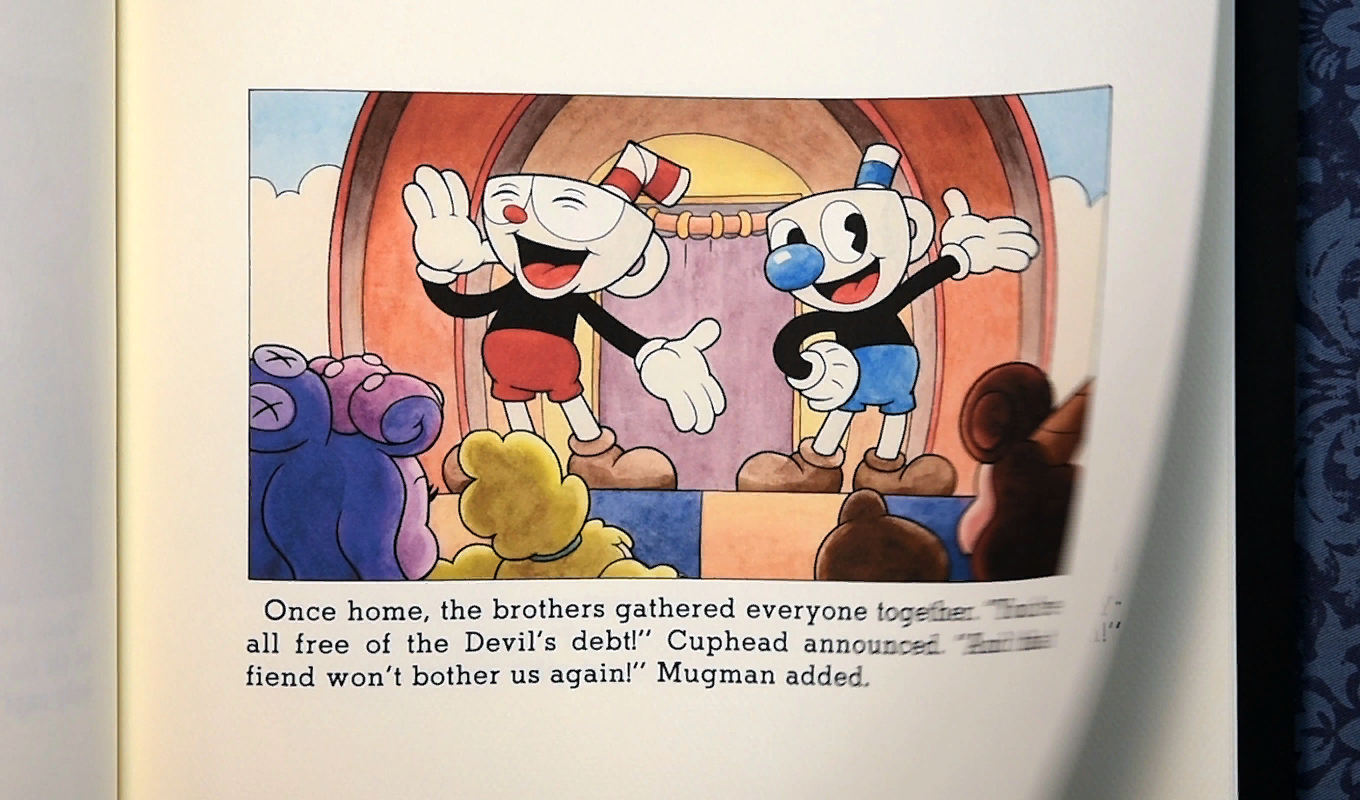 Once home, the brothers gathered everyone together.
all free of the Devil's debt!” Cuphead announced.
fiend won't bother us again!” Mugman added.